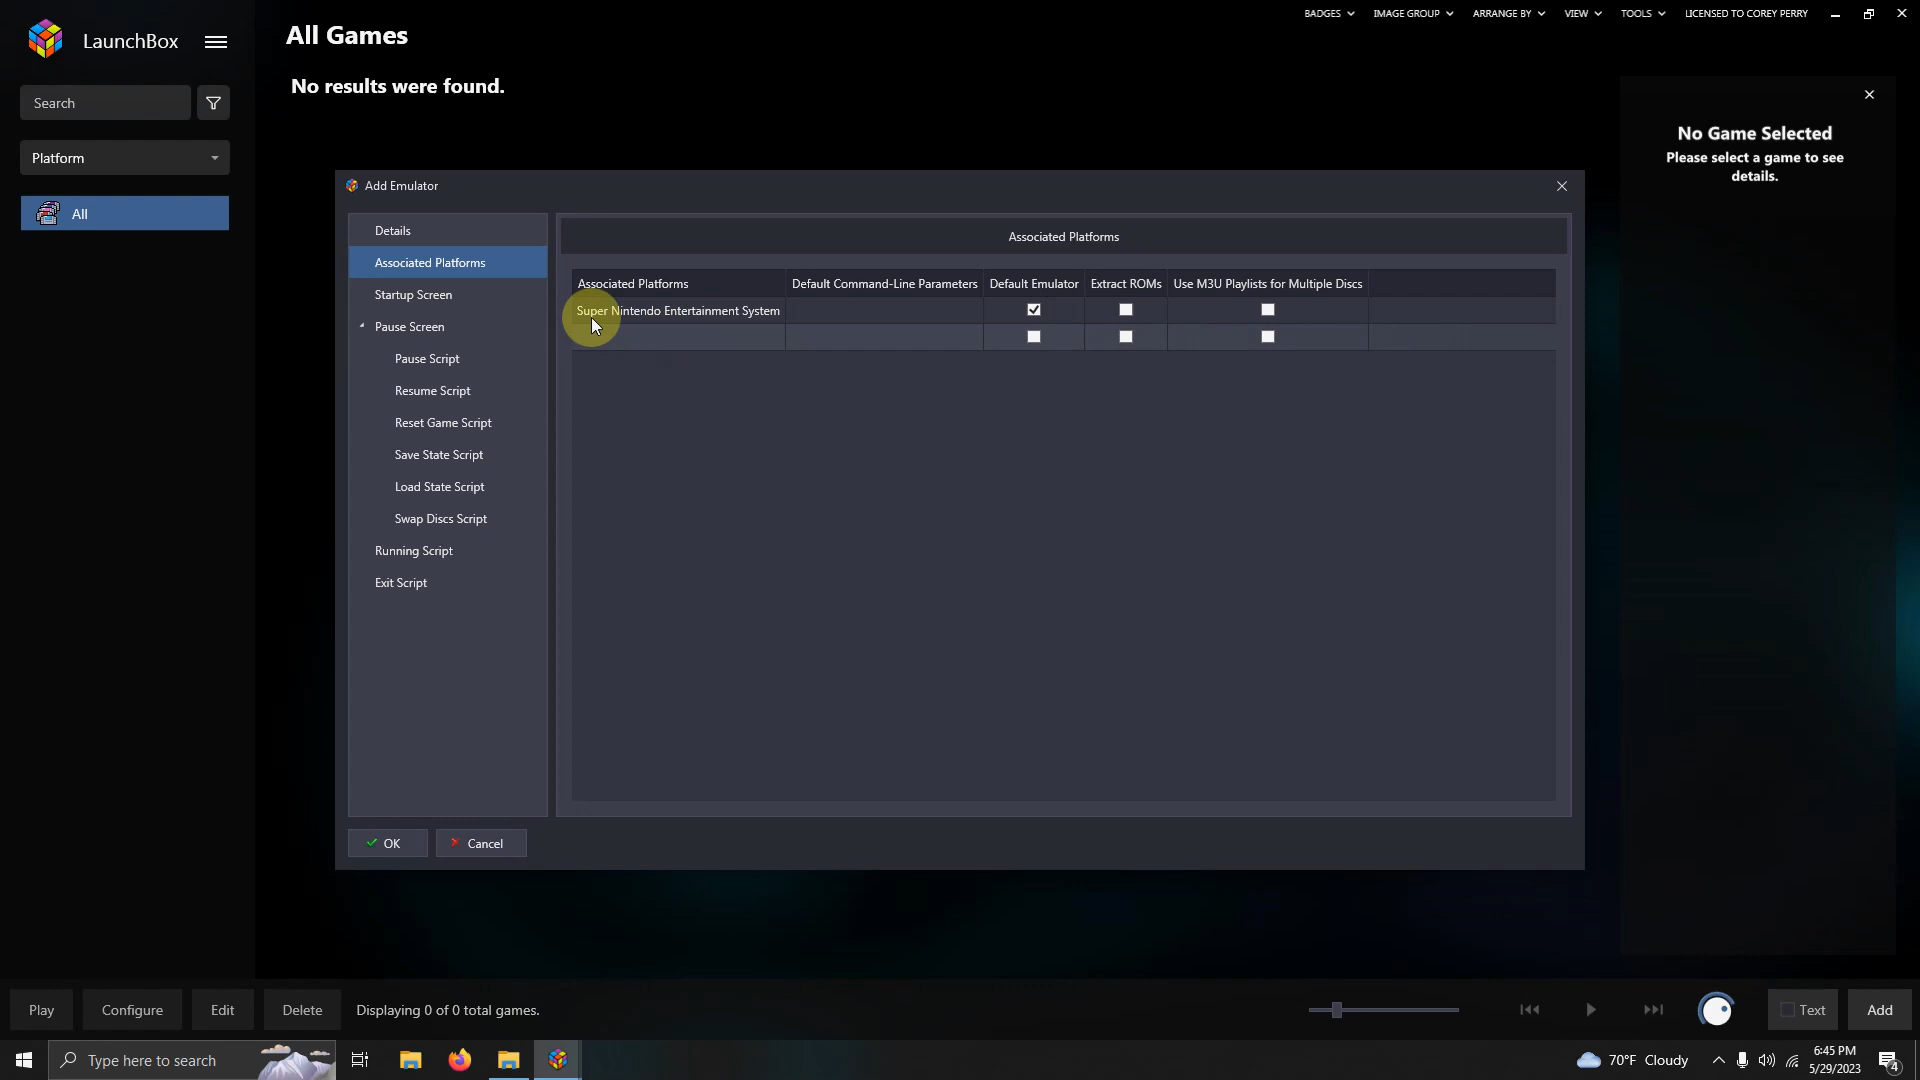 LaunchBox
All Games
BADGES
IMAGE GROUP
ARRANGE BY
VIEW
TOOLS
LICENSED TO COREY PERRY
No results were found.
Search
Platform
All
No Game Selected
Please select a game to see
details.
Add Emulator
Details
Associated Platforms
Startup Screen
Pause Screen
Pause Script
Resume Script
Reset Game Script
Save State Script
Load State Script
Swap Discs Script
Running Script
Exit Script
Associated Platforms
Associated Platforms
Default Command-Line Parameters
Default Emulator
Extract ROMs
Use M3U Playlists for Multiple Discs
Super Nintendo Entertainment System
OK
Cancel
Play
Configure
Edit
Delete
Displaying 0 of 0 total games.
Text
Add
Type here to search
70°F Cloudy
6:45 PM
5/29/2023
4